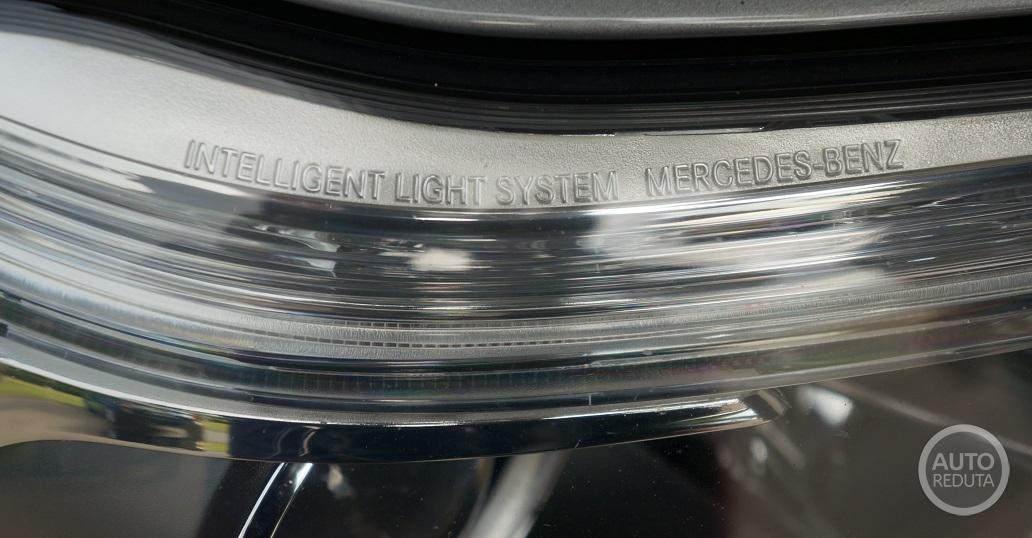 INTELLIGENT LIGHT SYSTEM MERCEDES-BENZ
AUTO
REDUTA